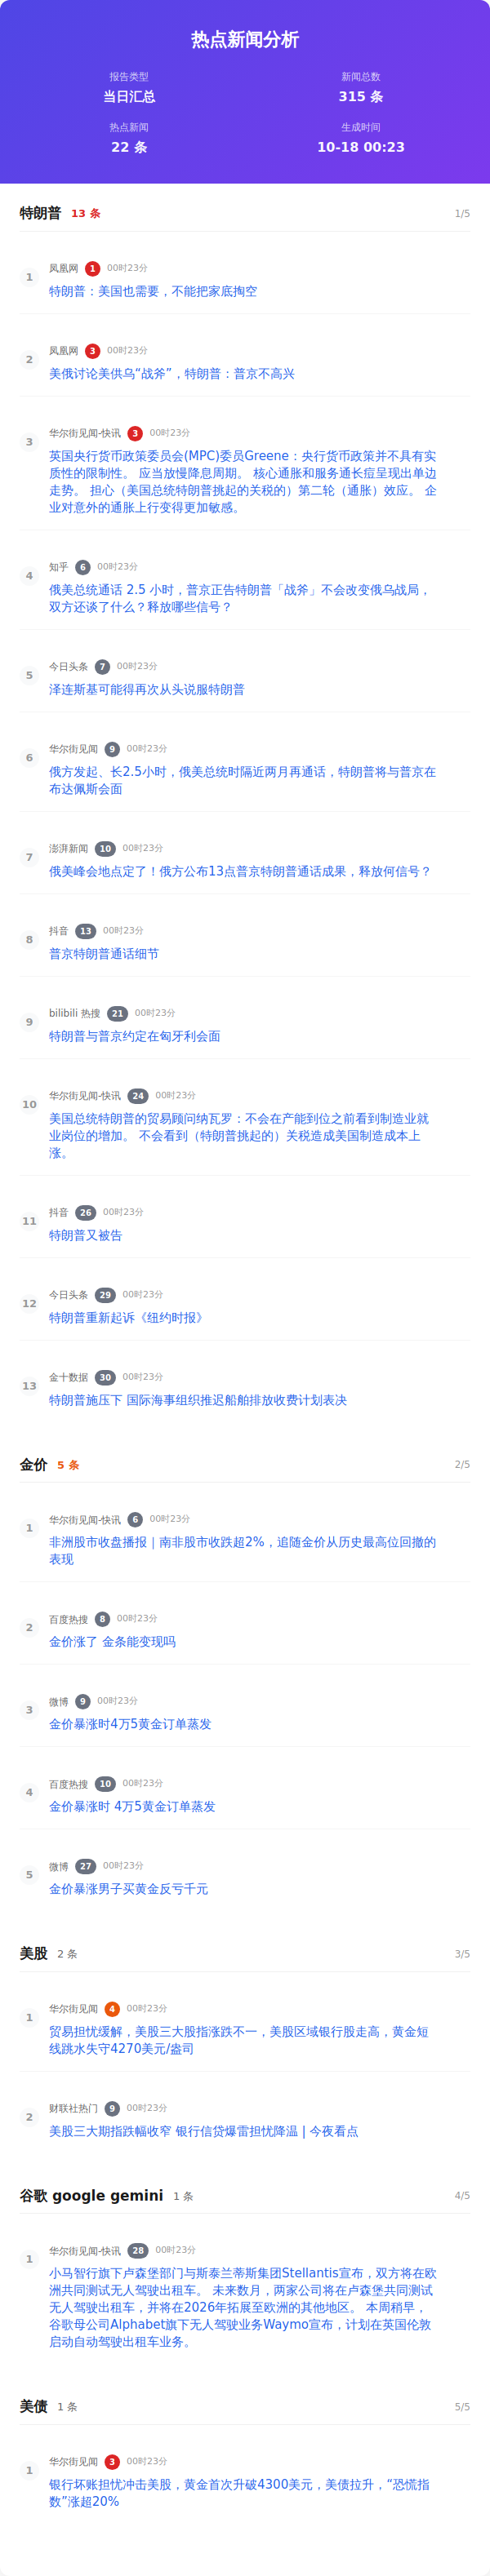 热点新闻分析
报告类型
当日汇总
新闻总数
315 条
热点新闻
22 条
生成时间
10-18 00:23
特朗普 13 条 1/5
1 凤凰网 1 00时23分
特朗普：美国也需要，不能把家底掏空
2 凤凰网 3 00时23分
美俄讨论美供乌“战斧”，特朗普：普京不高兴
3 华尔街见闻-快讯 3 00时23分
英国央行货币政策委员会(MPC)委员Greene：央行货币政策并不具有实
质性的限制性。 应当放慢降息周期。 核心通胀和服务通长痘呈现出单边
走势。 担心（美国总统特朗普挑起的关税的）第二轮（通胀）效应。 企
业对意外的通胀上行变得更加敏感。
4 知乎 6 00时23分
俄美总统通话 2.5 小时，普京正告特朗普「战斧」不会改变俄乌战局，
双方还谈了什么？释放哪些信号？
5 今日头条 7 00时23分
泽连斯基可能得再次从头说服特朗普
6 华尔街见闻 9 00时23分
俄方发起、长2.5小时，俄美总统时隔近两月再通话，特朗普将与普京在
布达佩斯会面
7 澎湃新闻 10 00时23分
俄美峰会地点定了！俄方公布13点普京特朗普通话成果，释放何信号？
8 抖音 13 00时23分
普京特朗普通话细节
9 bilibili 热搜 21 00时23分
特朗普与普京约定在匈牙利会面
10 华尔街见闻-快讯 24 00时23分
美国总统特朗普的贸易顾问纳瓦罗：不会在产能到位之前看到制造业就
业岗位的增加。 不会看到（特朗普挑起的）关税造成美国制造成本上
涨。
11 抖音 26 00时23分
特朗普又被告
12 今日头条 29 00时23分
特朗普重新起诉《纽约时报》
13 金十数据 30 00时23分
特朗普施压下 国际海事组织推迟船舶排放收费计划表决
金价 5 条 2/5
1 华尔街见闻-快讯 6 00时23分
非洲股市收盘播报｜南非股市收跌超2%，追随金价从历史最高位回撤的
表现
2 百度热搜 8 00时23分
金价涨了 金条能变现吗
3 微博 9 00时23分
金价暴涨时4万5黄金订单蒸发
4 百度热搜 10 00时23分
金价暴涨时 4万5黄金订单蒸发
5 微博 27 00时23分
金价暴涨男子买黄金反亏千元
美股 2 条 3/5
1 华尔街见闻 4 00时23分
贸易担忧缓解，美股三大股指涨跌不一，美股区域银行股走高，黄金短
线跳水失守4270美元/盎司
2 财联社热门 9 00时23分
美股三大期指跌幅收窄 银行信贷爆雷担忧降温 | 今夜看点
谷歌 google gemini 1 条 4/5
1 华尔街见闻-快讯 28 00时23分
小马智行旗下卢森堡部门与斯泰兰蒂斯集团Stellantis宣布，双方将在欧
洲共同测试无人驾驶出租车。 未来数月，两家公司将在卢森堡共同测试
无人驾驶出租车，并将在2026年拓展至欧洲的其他地区。 本周稍早，
谷歌母公司Alphabet旗下无人驾驶业务Waymo宣布，计划在英国伦敦
启动自动驾驶出租车业务。
美债 1 条 5/5
1 华尔街见闻 3 00时23分
银行坏账担忧冲击美股，黄金首次升破4300美元，美债拉升，“恐慌指
数”涨超20%